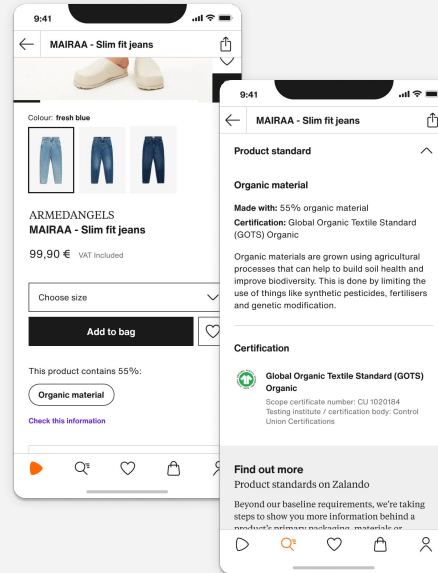 9:41
MAIRAA - Slim fit jeans
Colour: fresh blue
ARMEDANGELS
MAIRAA - Slim fit jeans
99,90 € VAT included
Choose size
Add to bag
This product contains 55%:
Organic material
Check this information
9:41
MAIRAA - Slim fit jeans
Product standard
Organic material
Made with: 55% organic material
Certification: Global Organic Textile Standard
(GOTS) Organic
Organic materials are grown using agricultural
processes that can help to build soil health and
improve biodiversity. This is done by limiting the
use of things like synthetic pesticides, fertilisers
and genetic modification.
Certification
Global Organic Textile Standard (GOTS)
Organic
Scope certificate number: CU 1020184
Testing institute / certification body: Control
Union Certifications
Find out more
Product standards on Zalando
Beyond our baseline requirements, we're taking
steps to show you more information behind a
product's primary packaging, materials or